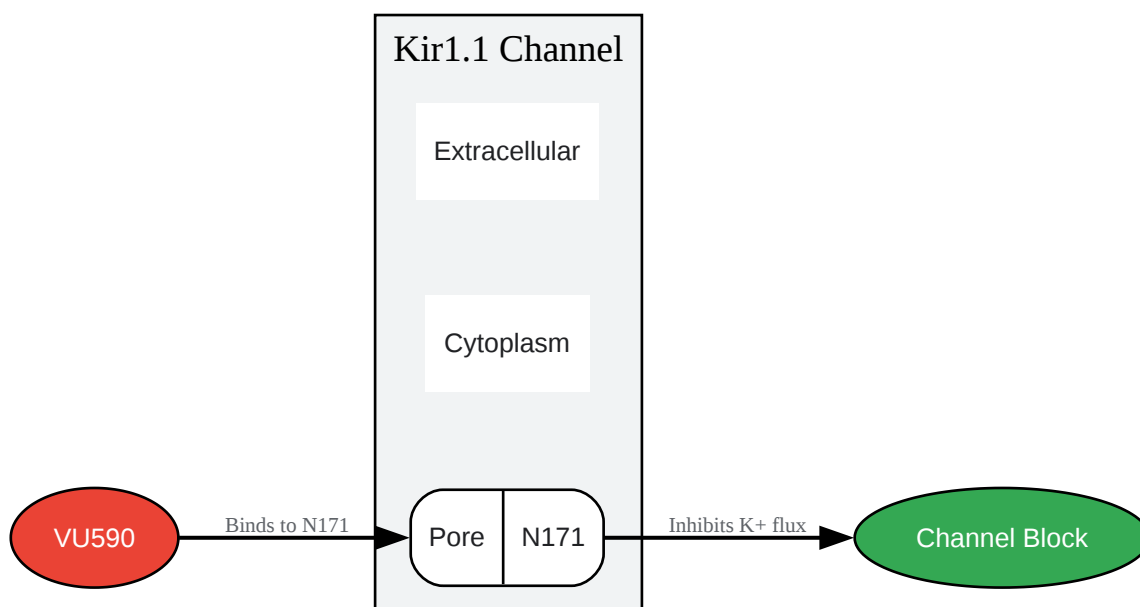 Kir1.1 Channel
Extracellular
Cytoplasm
VU590
Binds to N171
Pore
N171
Inhibits K+ flux
Channel Block